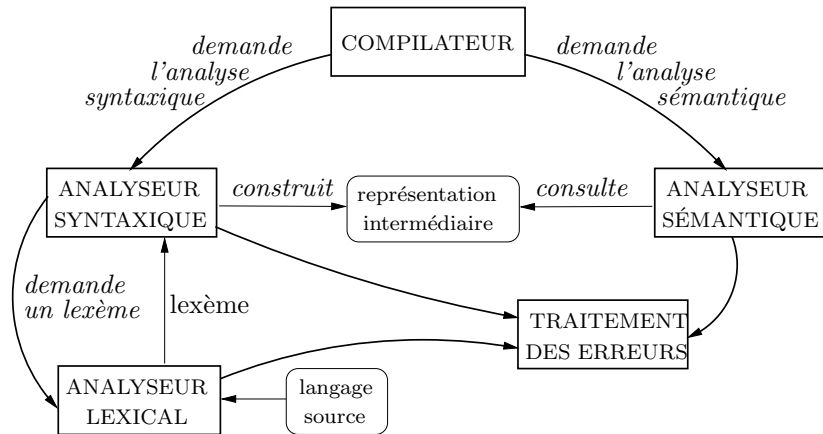 COMPILATEUR
demande
l'analyse
syntaxique
demande
l'analyse
sémantique
ANALYSEUR
SYNTAXIQUE
construit
représentation
intermédiaire
consulte
ANALYSEUR
SÉMANTIQUE
demande
un lexème
lexème
TRAITEMENT
DES ERREURS
ANALYSEUR
LEXICAL
langage
source